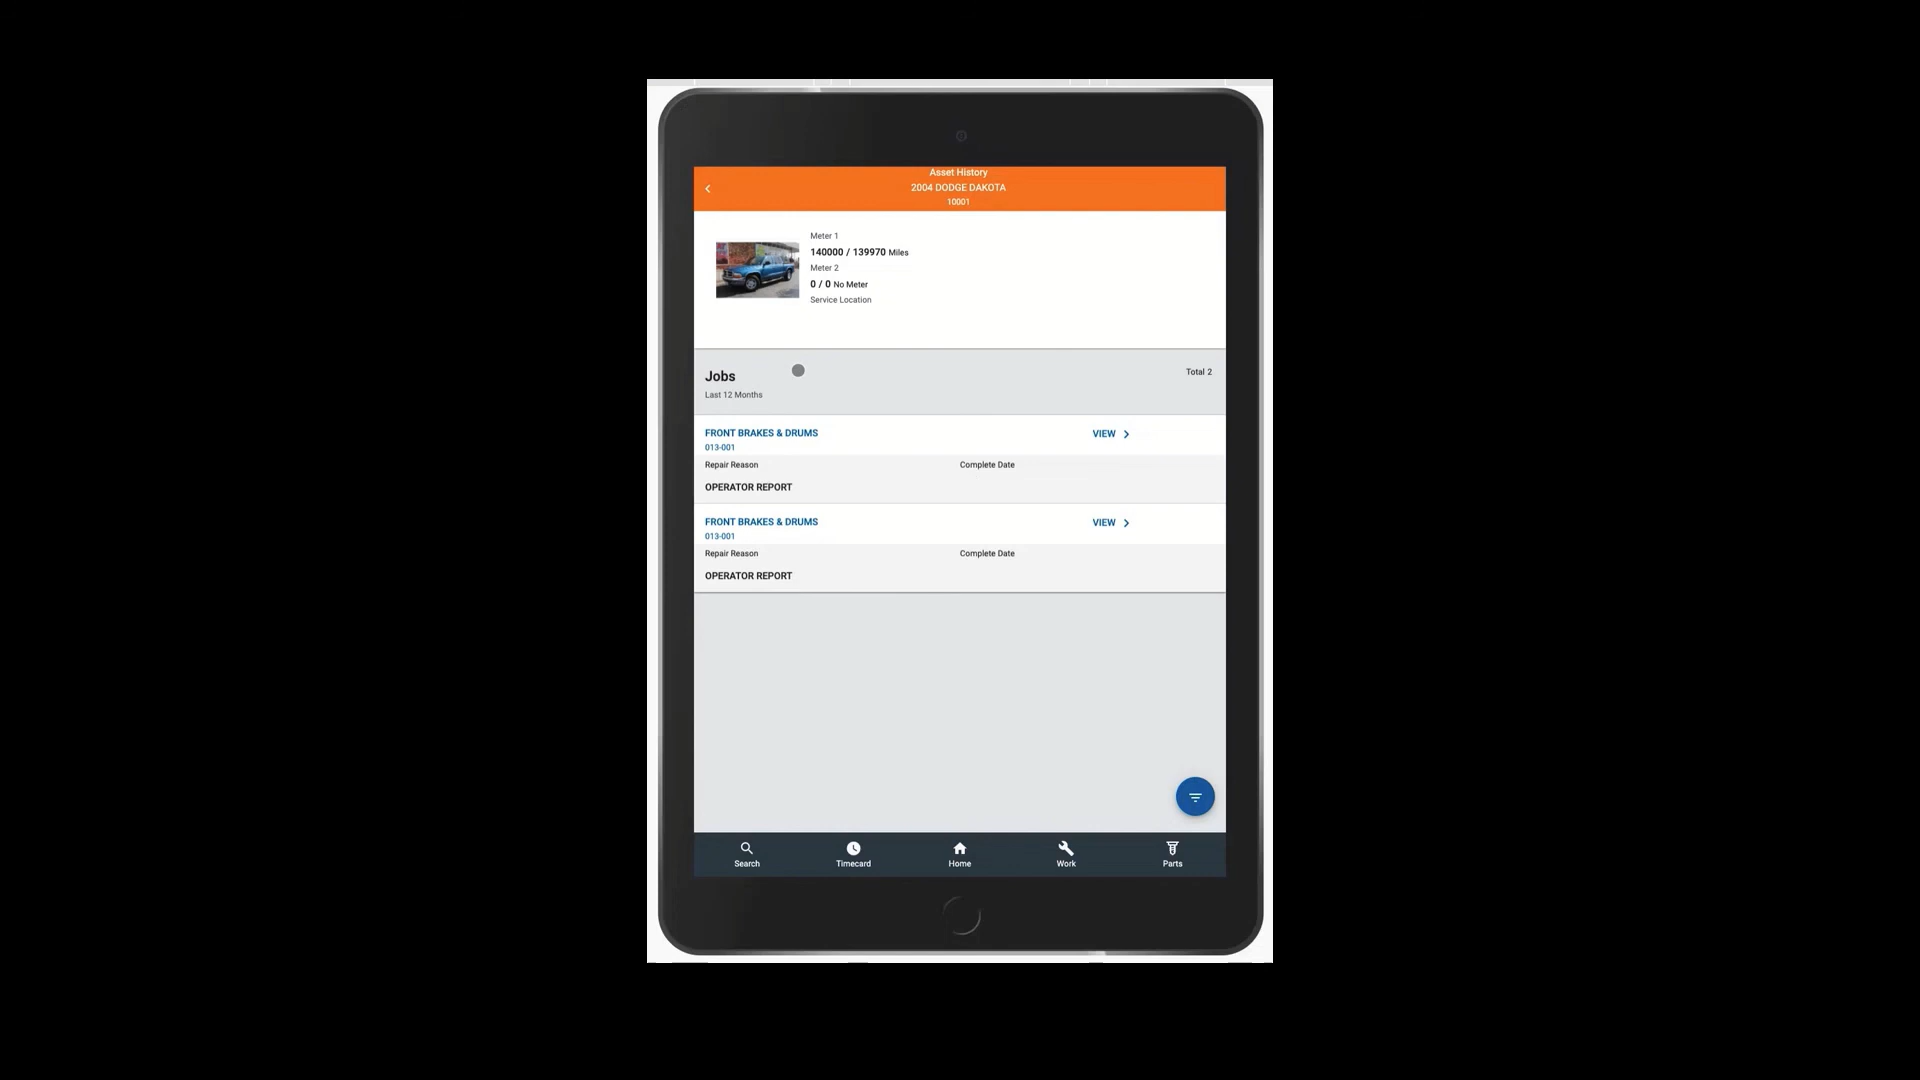 Asset History
2004 DODGE DAKOTA
10001
Meter 1
140000 / 139970 Miles
Meter 2
0 / 0 No Meter
Service Location
Jobs
Total 2
Last 12 Months
FRONT BRAKES & DRUMS
VIEW
013-001
Repair Reason
Complete Date
OPERATOR REPORT
FRONT BRAKES & DRUMS
VIEW
013-001
Repair Reason
Complete Date
OPERATOR REPORT
Search
Timecard
Home
Work
Parts